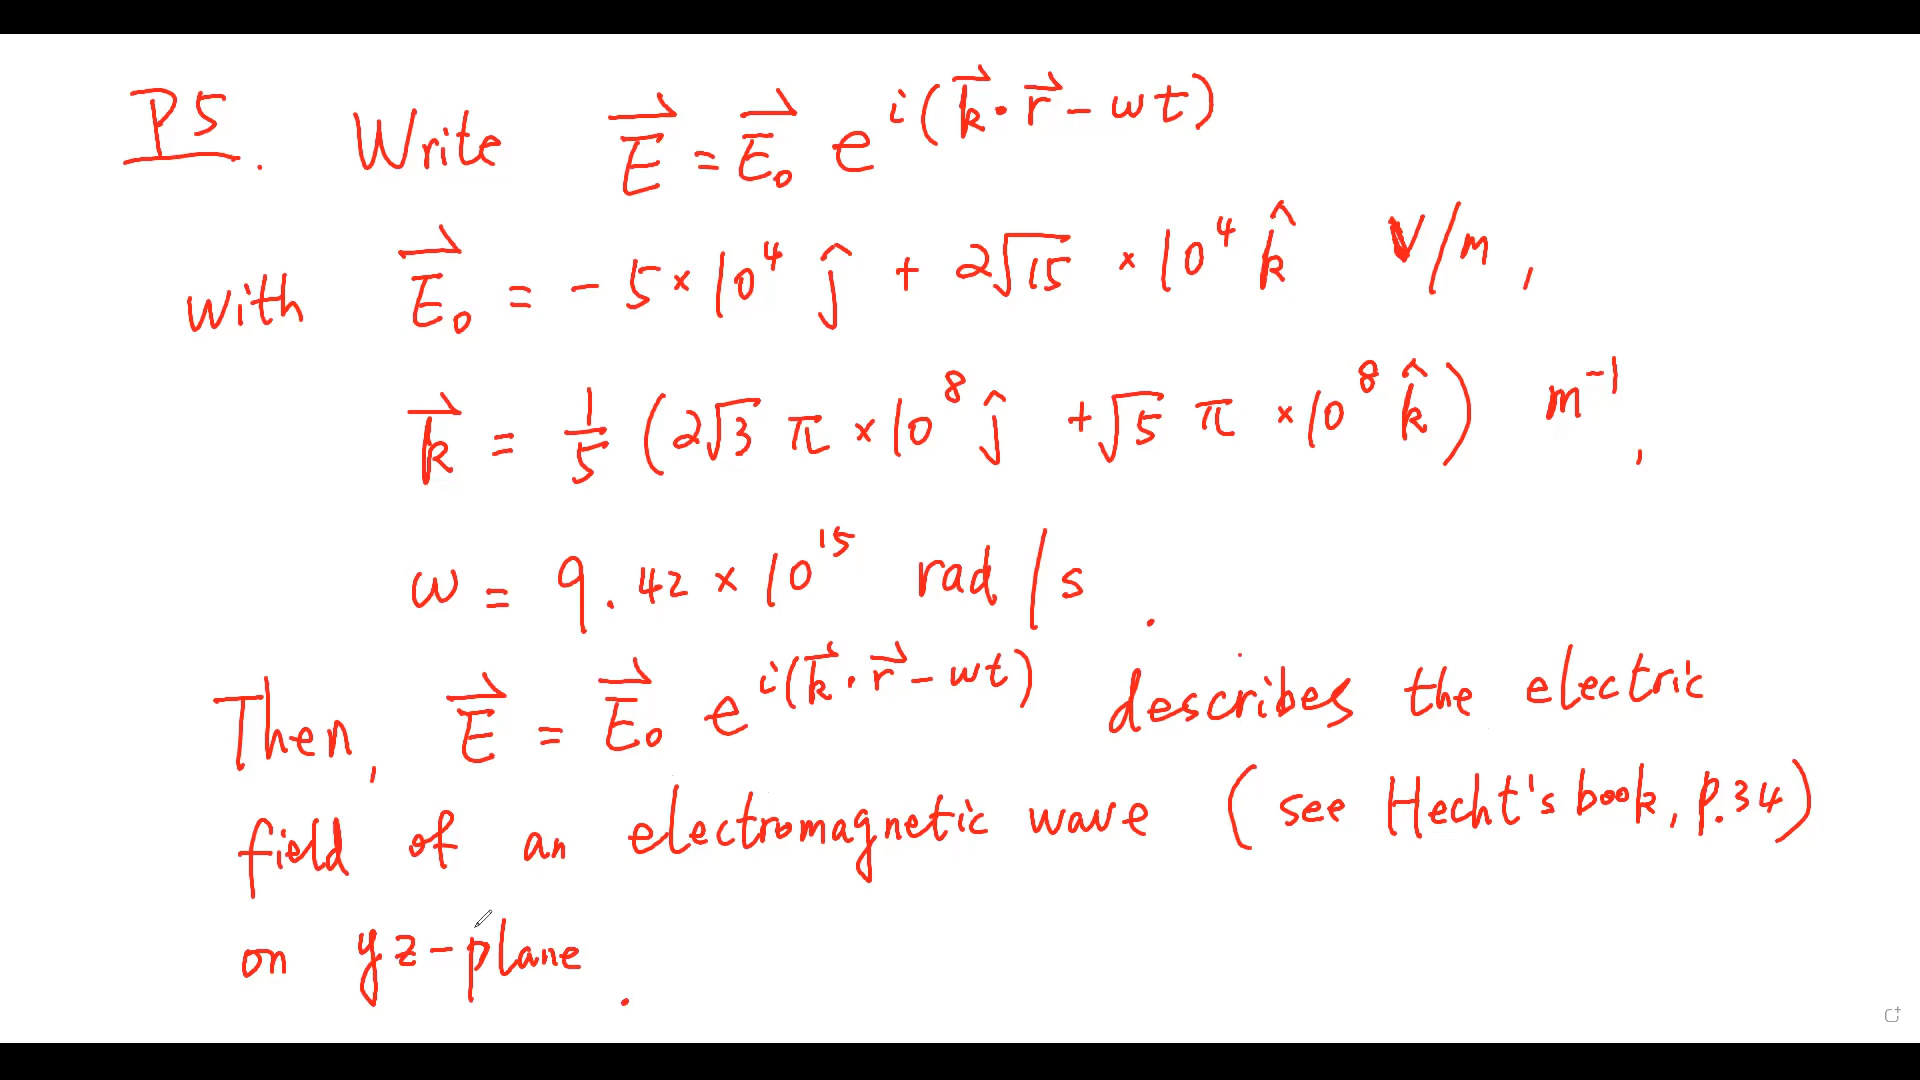 P5. Write E⃗ = E⃗₀ e^{i(k⃗·r⃗ - ωt)}
with E⃗₀ = - 5 × 10⁴ ĵ + 2√15 × 10⁴ k̂ V/m,
k⃗ = 1/5 (2√3 π × 10⁸ ĵ + √5 π × 10⁸ k̂) m⁻¹,
ω = 9.42 × 10¹⁵ rad/s.
Then, E⃗ = E⃗₀ e^{i(k⃗·r⃗ - ωt)} describes the electric
field of an electromagnetic wave (see Hecht's book, p.34)
on yz-plane.